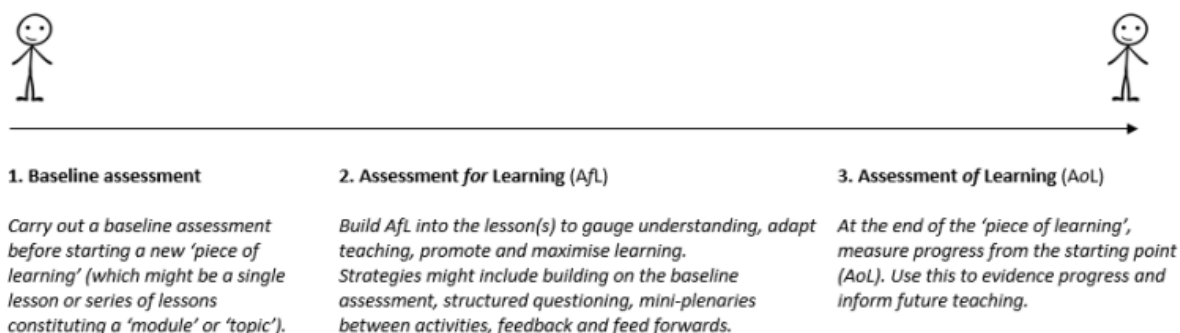 1. Baseline assessment
Carry out a baseline assessment
before starting a new ‘piece of
learning’ (which might be a single
lesson or series of lessons
constituting a ‘module’ or ‘topic’).
2. Assessment for Learning (AfL)
Build AfL into the lesson(s) to gauge understanding, adapt
teaching, promote and maximise learning.
Strategies might include building on the baseline
assessment, structured questioning, mini-plenaries
between activities, feedback and feed forwards.
3. Assessment of Learning (AoL)
At the end of the ‘piece of learning’,
measure progress from the starting point
(AoL). Use this to evidence progress and
inform future teaching.